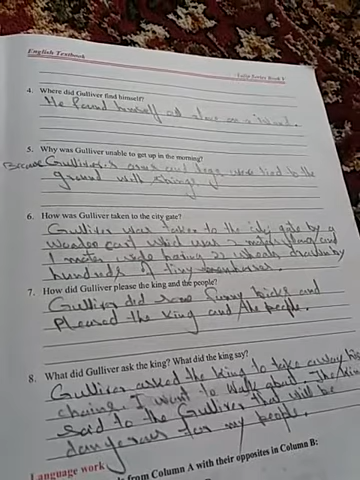 English Textbook
Tulip Series Book V
4. Where did Gulliver find himself?
He found himself all alone on a island.
5. Why was Gulliver unable to get up in the morning?
Because Gulliver's arms and legs were tied to the
ground with strings
6. How was Gulliver taken to the city gate?
Gulliver was taken to the city gate by a
wooden cart which was 2 meters long and
1 meter wide having 22 wheels drawn by
hundreds of tiny
7. How did Gulliver please the king and the people?
Gulliver did some funny tricks and
pleased the king and the people.
8. What did Gulliver ask the king? What did the king say?
Gulliver asked the king to take away his
chains. I want to walk about. The king
said to the Gulliver that will be
dangerous for my people.
Language work
from Column A with their opposites in Column B: